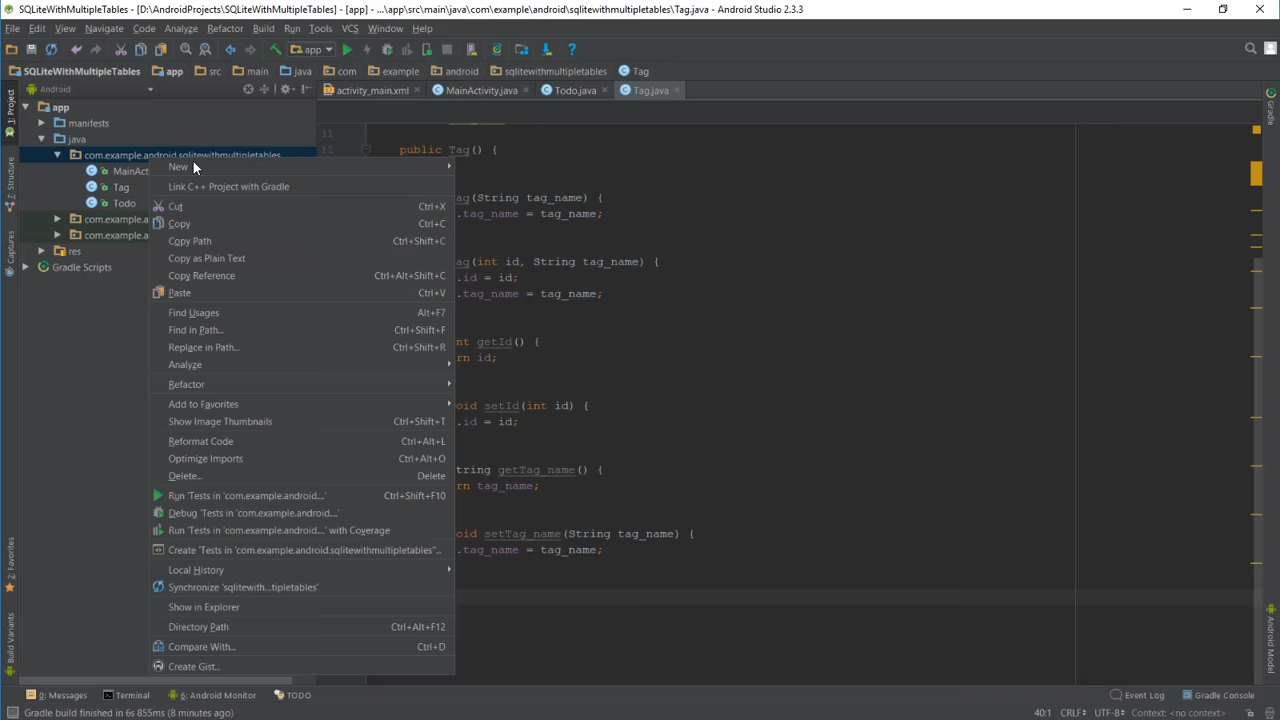 SQLiteWithMultipleTables - [D:\AndroidProjects\SQLiteWithMultipleTables] - [app] - ...\app\src\main\java\com\example\android\sqlitewithmultipletables\Tag.java - Android Studio 2.3.3
File Edit View Navigate Code Analyze Refactor Build Run Tools VCS Window Help
app
SQLiteWithMultipleTables app src main java com example android sqlitewithmultipletables Tag
Android
activity_main.xml MainActivity.java Todo.java Tag.java
1: Project
Z: Structure
Captures
2: Favorites
Build Variants
Gradle
Android Model
app
manifests
java
com.example.android.sqlitewithmultipletables
MainAct
Tag
Todo
com.example.a
com.example.a
res
Gradle Scripts
New
Link C++ Project with Gradle
Cut Ctrl+X
Copy Ctrl+C
Copy Path Ctrl+Shift+C
Copy as Plain Text
Copy Reference Ctrl+Alt+Shift+C
Paste Ctrl+V
Find Usages Alt+F7
Find in Path... Ctrl+Shift+F
Replace in Path... Ctrl+Shift+R
Analyze
Refactor
Add to Favorites
Show Image Thumbnails Ctrl+Shift+T
Reformat Code Ctrl+Alt+L
Optimize Imports Ctrl+Alt+O
Delete... Delete
Run 'Tests in 'com.example.android....' Ctrl+Shift+F10
Debug 'Tests in 'com.example.android....'
Run 'Tests in 'com.example.android....' with Coverage
Create 'Tests in 'com.example.android.sqlitewithmultipletables''...
Local History
Synchronize 'sqlitewith...tipletables'
Show in Explorer
Directory Path Ctrl+Alt+F12
Compare With... Ctrl+D
Create Gist...
11
12 public Tag() {
ag(String tag_name) {
.tag_name = tag_name;
ag(int id, String tag_name) {
.id = id;
.tag_name = tag_name;
nt getId() {
rn id;
oid setId(int id) {
.id = id;
tring getTag_name() {
rn tag_name;
oid setTag_name(String tag_name) {
.tag_name = tag_name;
0: Messages Terminal 6: Android Monitor TODO Event Log Gradle Console
Gradle build finished in 6s 855ms (8 minutes ago) 40:1 CRLF UTF-8 Context: <no context>